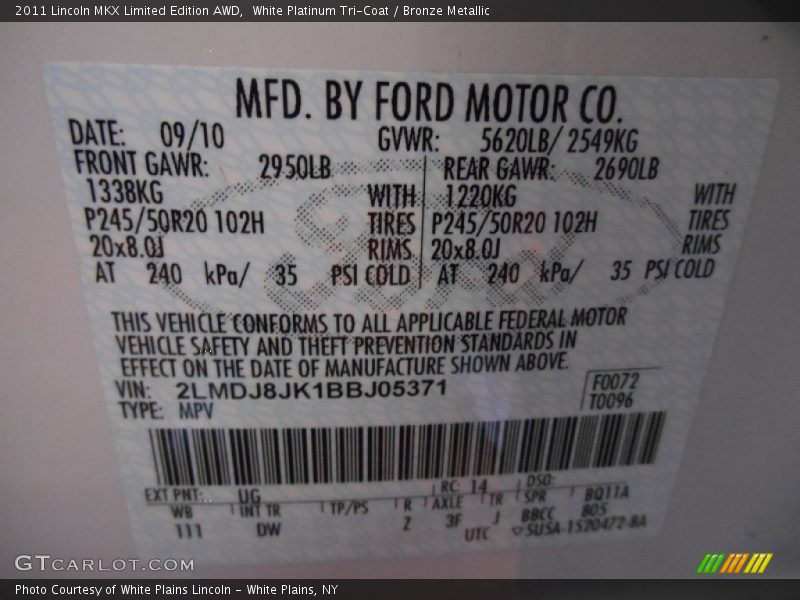 2011 Lincoln MKX Limited Edition AWD,  White Platinum Tri-Coat / Bronze Metallic
MFD. BY FORD MOTOR CO.
DATE: 09/10 GVWR: 5620LB/ 2549KG
FRONT GAWR: 2950LB REAR GAWR: 2690LB
1338KG WITH 1220KG WITH
P245/50R20 102H TIRES P245/50R20 102H TIRES
20x8.0J RIMS 20x8.0J RIMS
AT 240 kPa/ 35 PSI COLD AT 240 kPa/ 35 PSI COLD
THIS VEHICLE CONFORMS TO ALL APPLICABLE FEDERAL MOTOR
VEHICLE SAFETY AND THEFT PREVENTION STANDARDS IN
EFFECT ON THE DATE OF MANUFACTURE SHOWN ABOVE.
VIN: 2LMDJ8JK1BBJ05371 F0072
TYPE: MPV T0096
EXT PNT: UG RC: 14 DSO:
WB INT TR TP/PS R AXLE TR SPR BQ11A
111 DW Z 3F J BBCC 805
UTC SUSA-1520472-BA
GTCARLOT.COM
Photo Courtesy of White Plains Lincoln - White Plains, NY